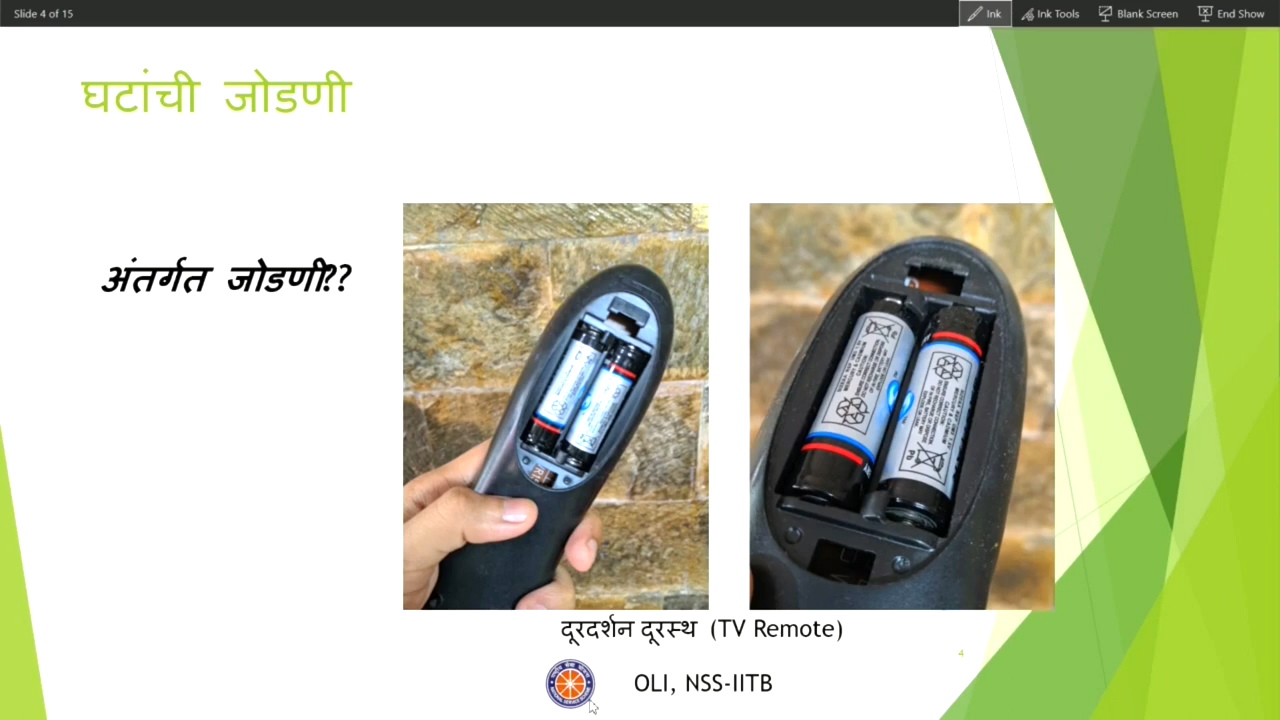 Slide 4 of 15
Ink
Ink Tools
Blank Screen
End Show
घटांची जोडणी
अंतर्गत जोडणी??
दूरदर्शन दूरस्थ (TV Remote)
4
OLI, NSS-IITB